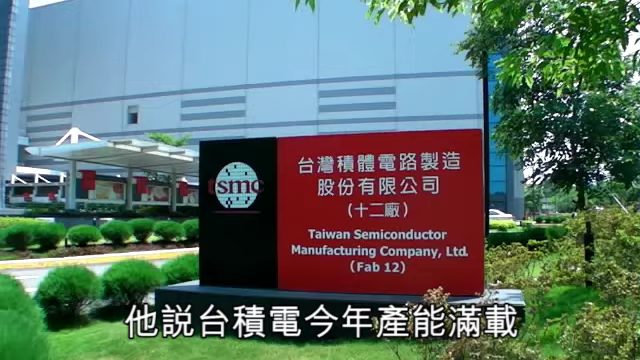 tsmc
台灣積體電路製造
股份有限公司
(十二廠)
Taiwan Semiconductor
Manufacturing Company, Ltd.
(Fab 12)
他説台積電今年產能滿載